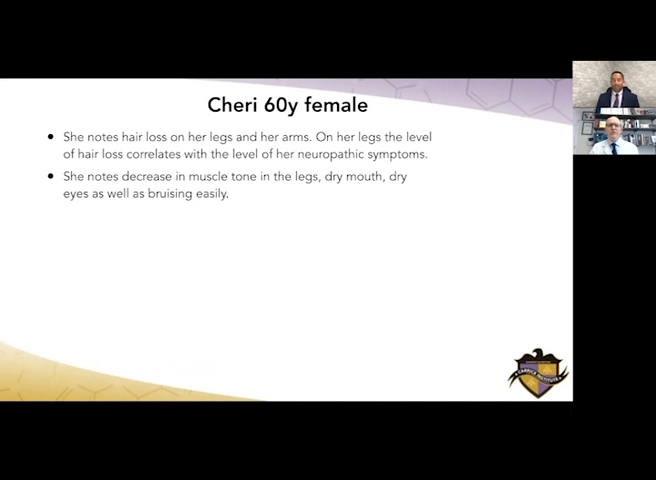 Cheri 60y female
• She notes hair loss on her legs and her arms. On her legs the level
of hair loss correlates with the level of her neuropathic symptoms.
• She notes decrease in muscle tone in the legs, dry mouth, dry
eyes as well as bruising easily.
CARRICK INSTITUTE